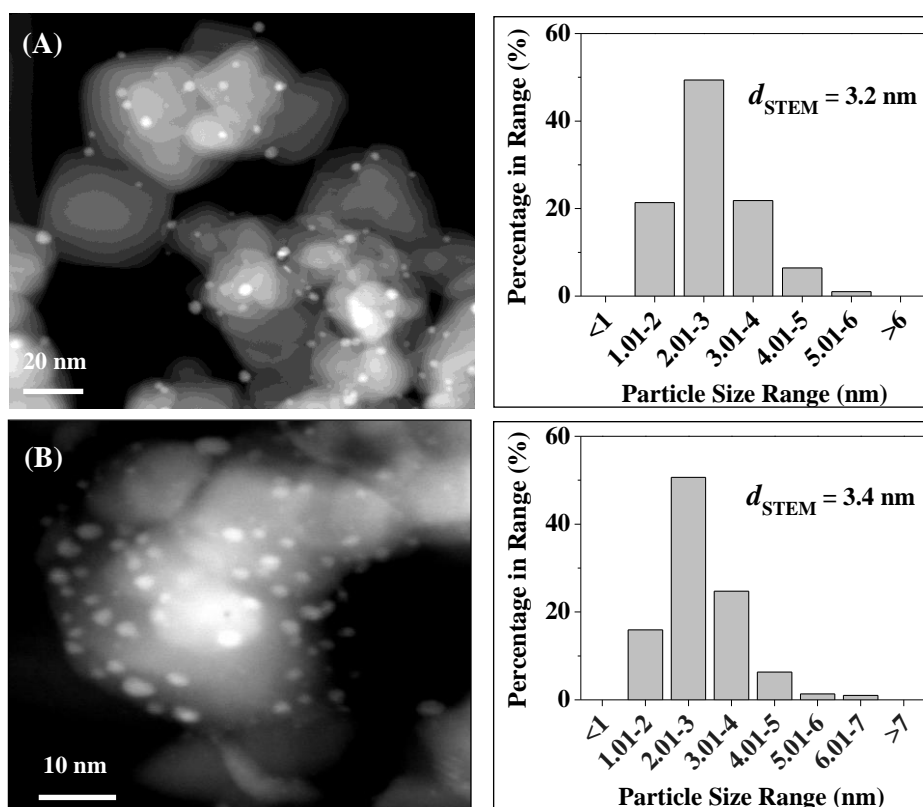 (A)
20 nm
60
40
20
0
Percentage in Range (%)
d STEM = 3.2 nm
<1
1.01-2
2.01-3
3.01-4
4.01-5
5.01-6
>6
Particle Size Range (nm)
(B)
10 nm
60
40
20
0
Percentage in Range (%)
d STEM = 3.4 nm
<1
1.01-2
2.01-3
3.01-4
4.01-5
5.01-6
6.01-7
>7
Particle Size Range (nm)